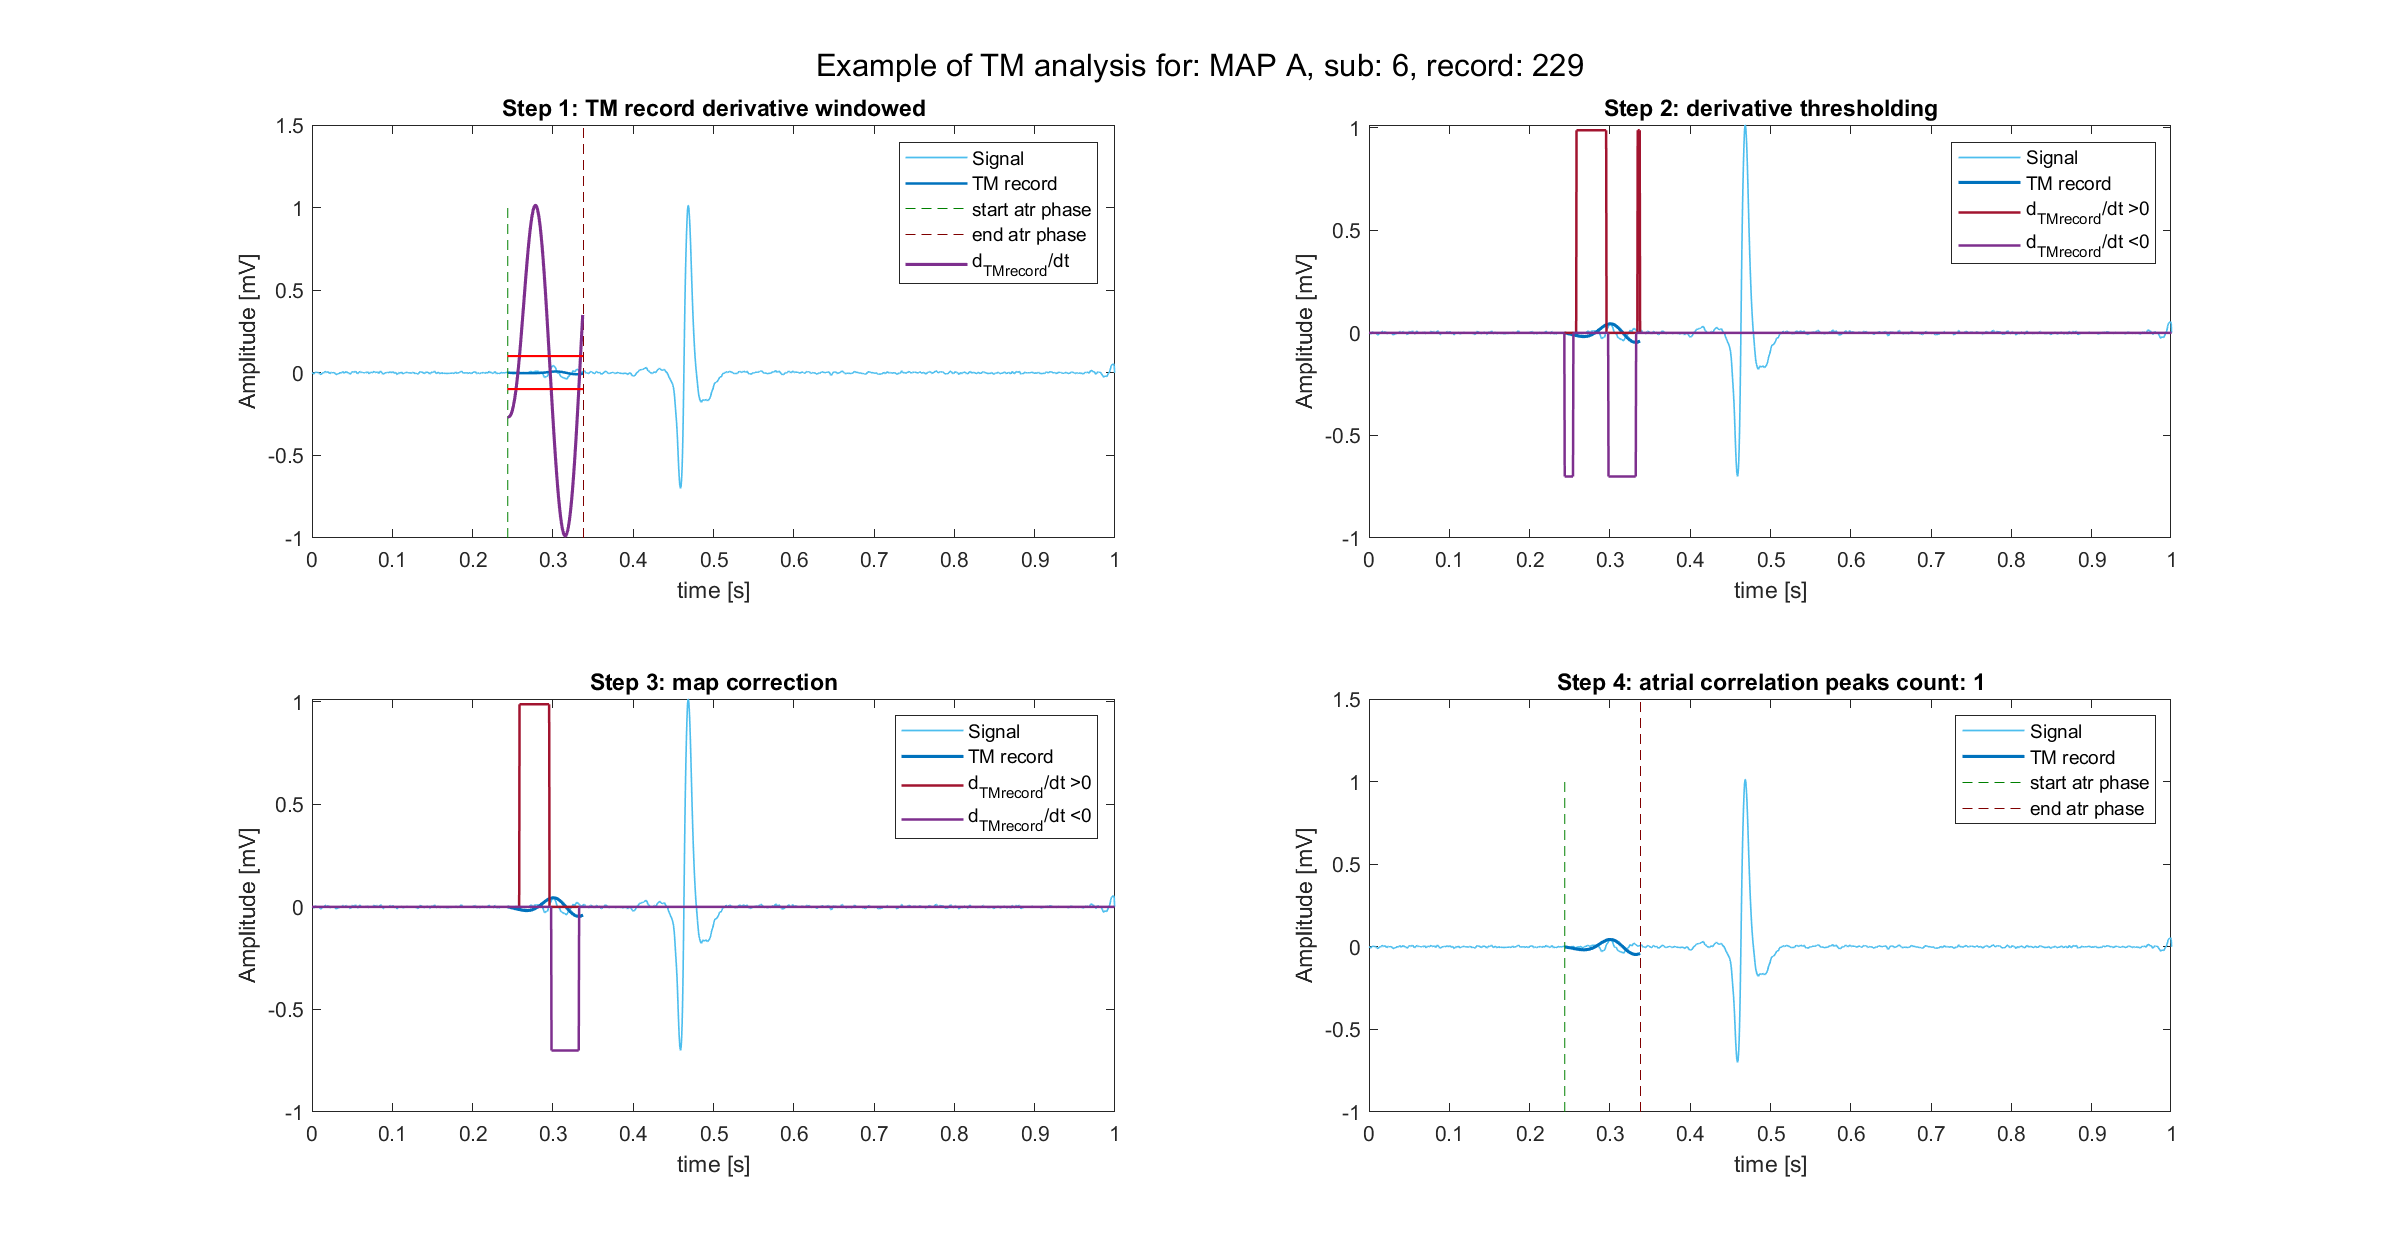 Example of TM analysis for: MAP A, sub: 6, record: 229
Step 1: TM record derivative windowed
1.5
1
0.5
0
-0.5
-1
Amplitude [mV]
0 0.1 0.2 0.3 0.4 0.5 0.6 0.7 0.8 0.9 1
time [s]
Signal
TM record
start atr phase
end atr phase
dTMrecord/dt
Step 2: derivative thresholding
1
0.5
0
-0.5
-1
Amplitude [mV]
0 0.1 0.2 0.3 0.4 0.5 0.6 0.7 0.8 0.9 1
time [s]
Signal
TM record
dTMrecord/dt >0
dTMrecord/dt <0
Step 3: map correction
1
0.5
0
-0.5
-1
Amplitude [mV]
0 0.1 0.2 0.3 0.4 0.5 0.6 0.7 0.8 0.9 1
time [s]
Signal
TM record
dTMrecord/dt >0
dTMrecord/dt <0
Step 4: atrial correlation peaks count: 1
1.5
1
0.5
0
-0.5
-1
Amplitude [mV]
0 0.1 0.2 0.3 0.4 0.5 0.6 0.7 0.8 0.9 1
time [s]
Signal
TM record
start atr phase
end atr phase